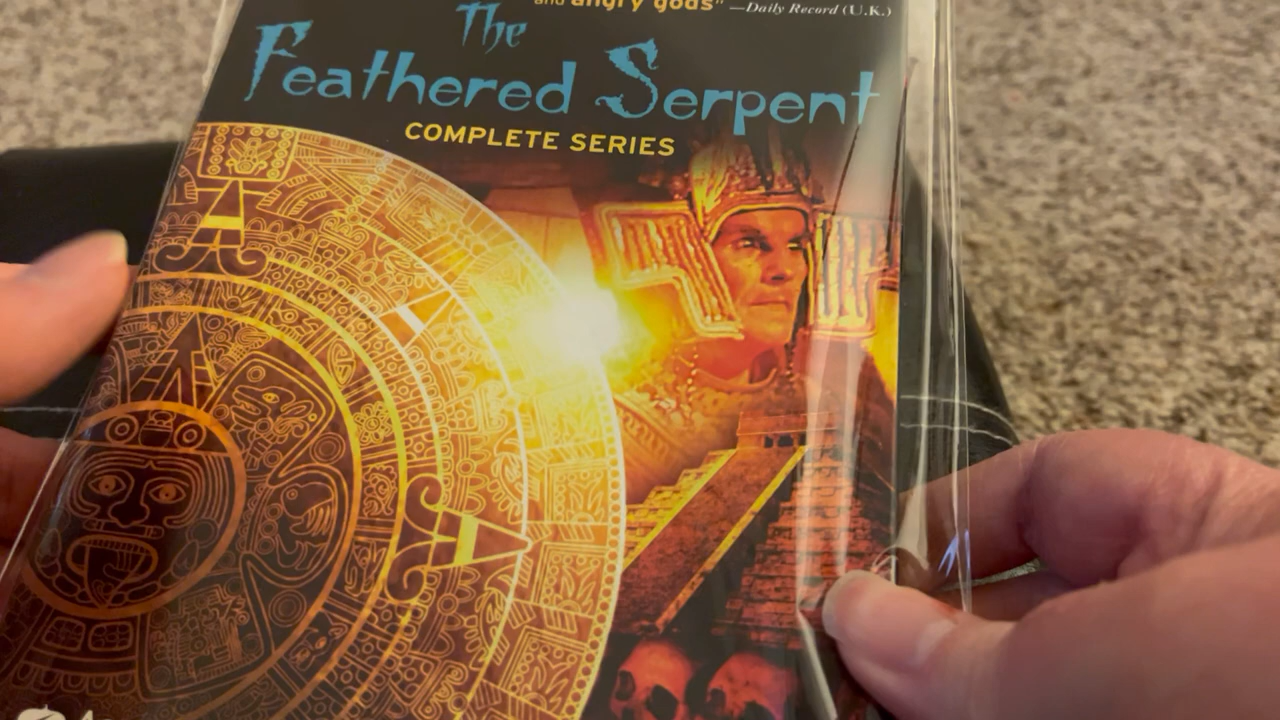 and angry gods" —Daily Record (U.K.)
The
Feathered Serpent
COMPLETE SERIES